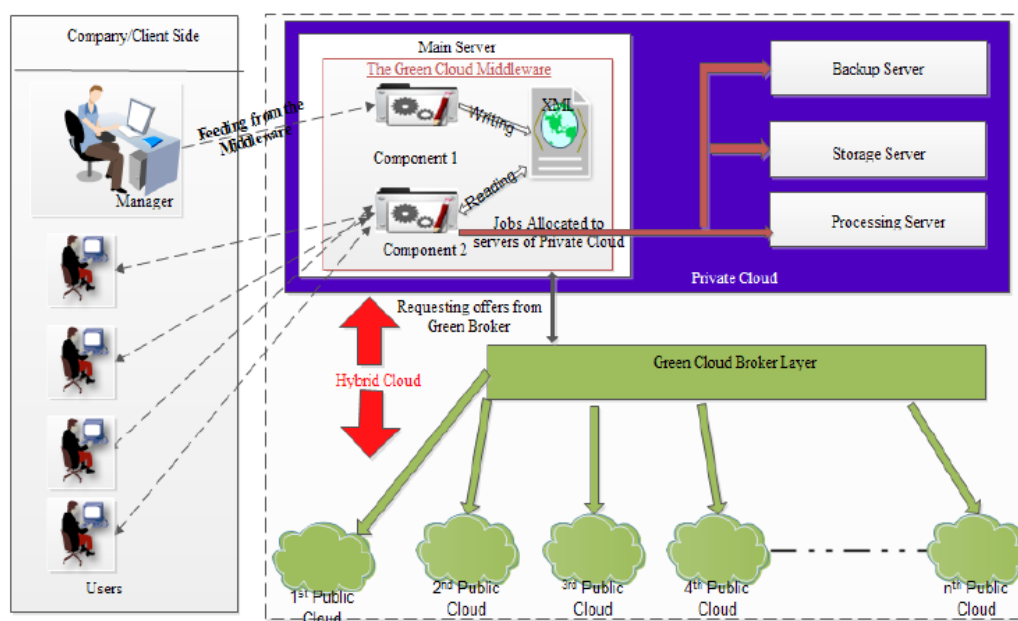 Company/Client Side
Manager
Users
Feeding from the
Middleware
Main Server
The Green Cloud Middleware
Component 1
Writing
XML
Reading
Component 2
Jobs Allocated to
servers of Private Cloud
Backup Server
Storage Server
Processing Server
Private Cloud
Requesting offers from
Green Broker
Hybrid Cloud
Green Cloud Broker Layer
1st Public
Cloud
2nd Public
Cloud
3rd Public
Cloud
4th Public
Cloud
nth Public
Cloud